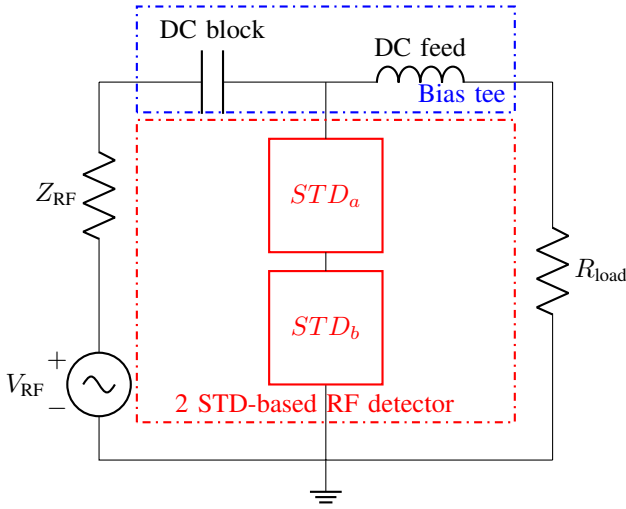 DC block
DC feed
Bias tee
Z_RF
STD_a
R_load
STD_b
+
V_RF
−
2 STD-based RF detector